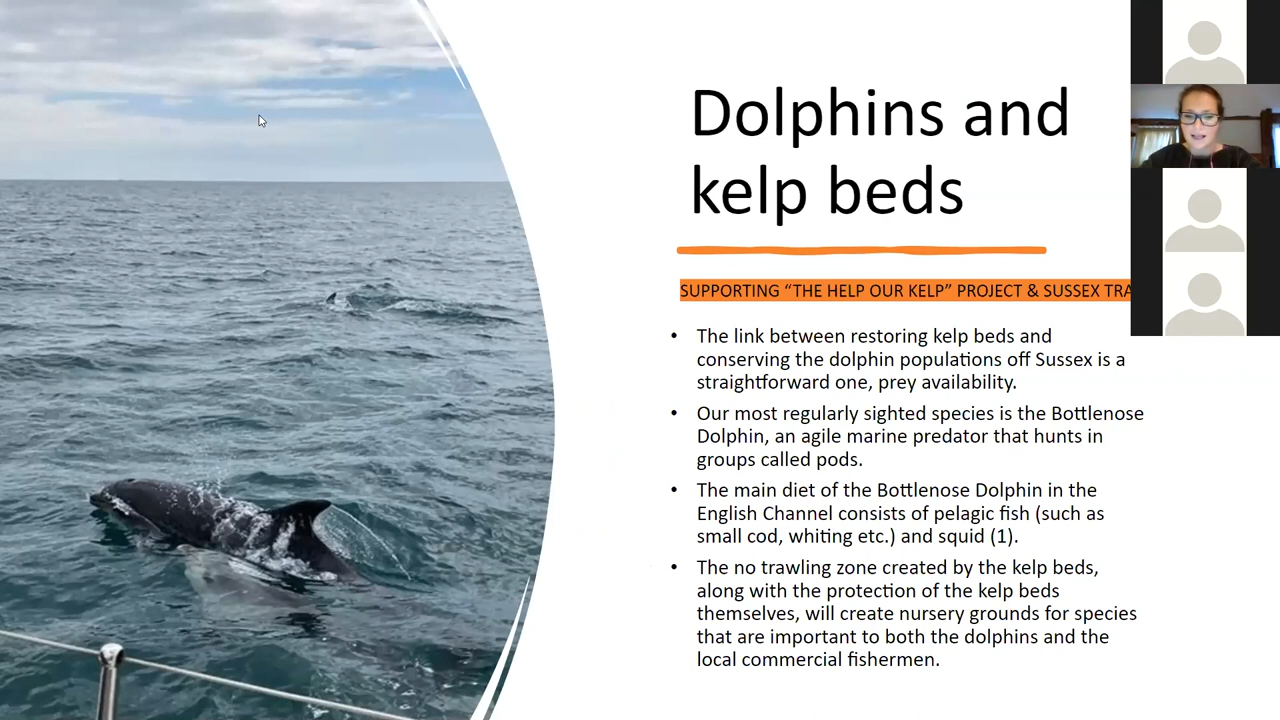 Dolphins and
kelp beds
SUPPORTING “THE HELP OUR KELP” PROJECT & SUSSEX
The link between restoring kelp beds and
conserving the dolphin populations off Sussex is a
straightforward one, prey availability.
Our most regularly sighted species is the Bottlenose
Dolphin, an agile marine predator that hunts in
groups called pods.
The main diet of the Bottlenose Dolphin in the
English Channel consists of pelagic fish (such as
small cod, whiting etc.) and squid (1).
The no trawling zone created by the kelp beds,
along with the protection of the kelp beds
themselves, will create nursery grounds for species
that are important to both the dolphins and the
local commercial fishermen.